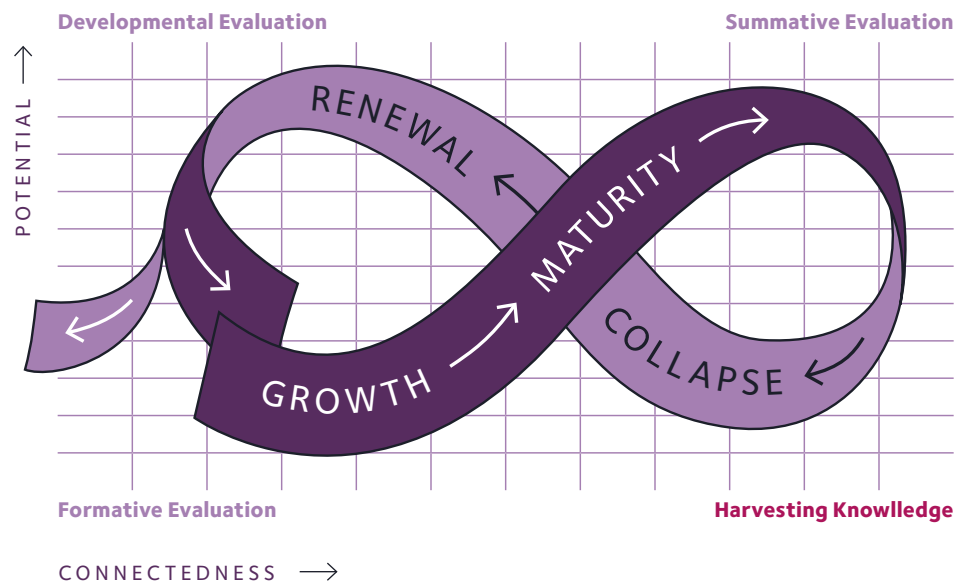 Developmental Evaluation
Summative Evaluation
POTENTIAL
RENEWAL
MATURITY
GROWTH
COLLAPSE
Formative Evaluation
Harvesting Knowlledge
CONNECTEDNESS